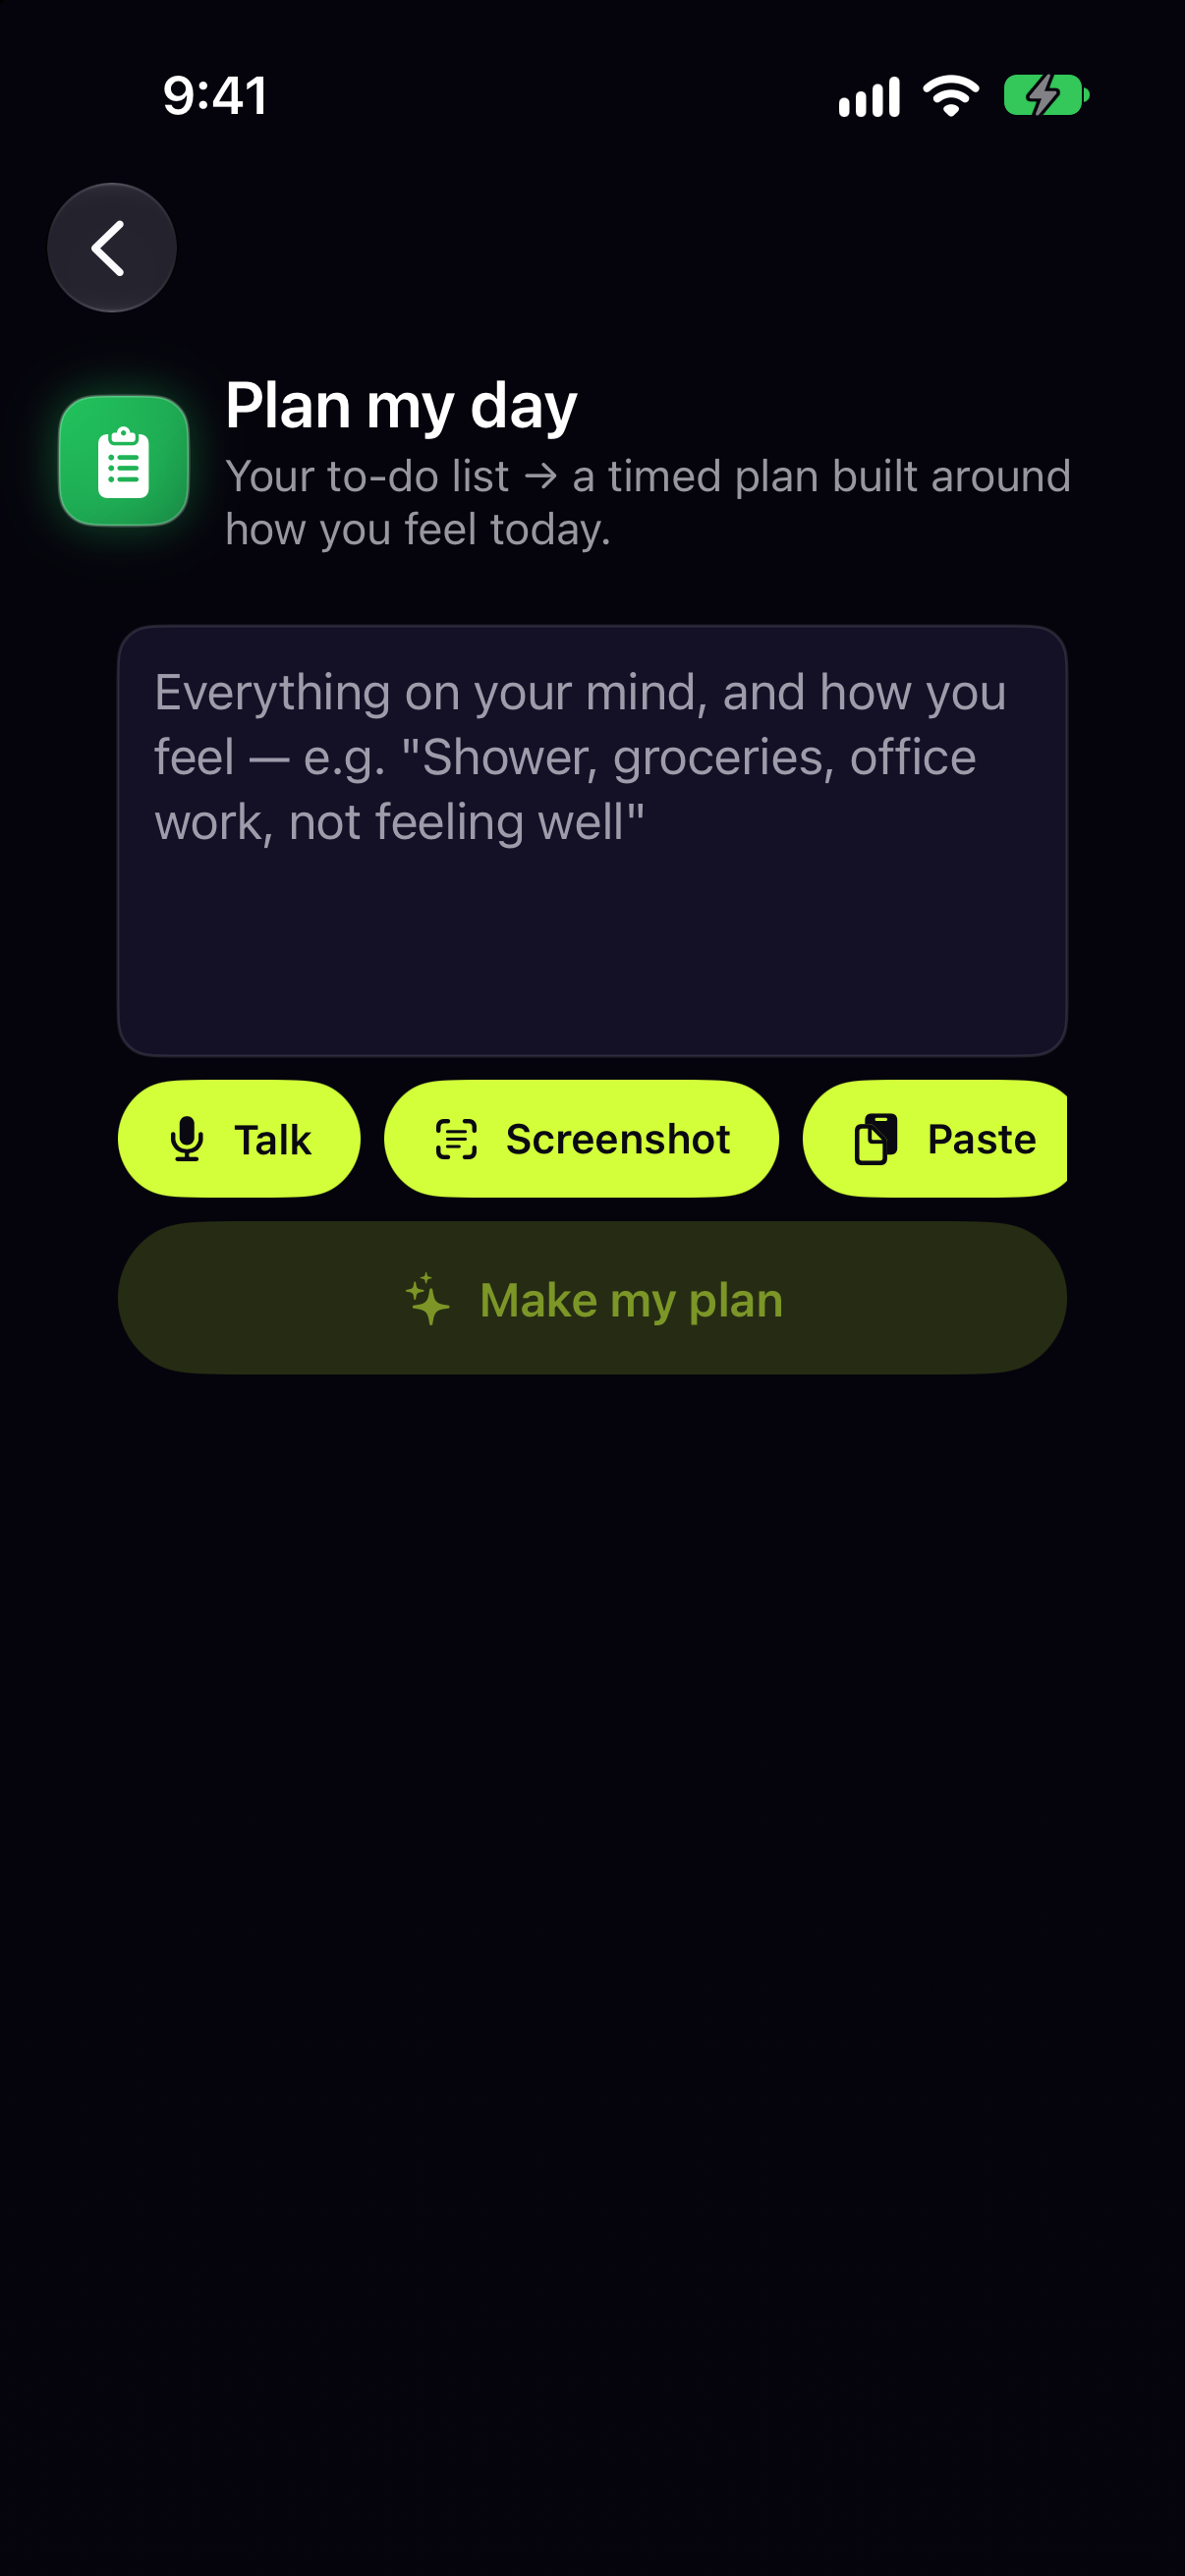 9:41
Plan my day
Your to-do list → a timed plan built around
how you feel today.
Everything on your mind, and how you
feel — e.g. "Shower, groceries, office
work, not feeling well"
Talk Screenshot Paste
Make my plan